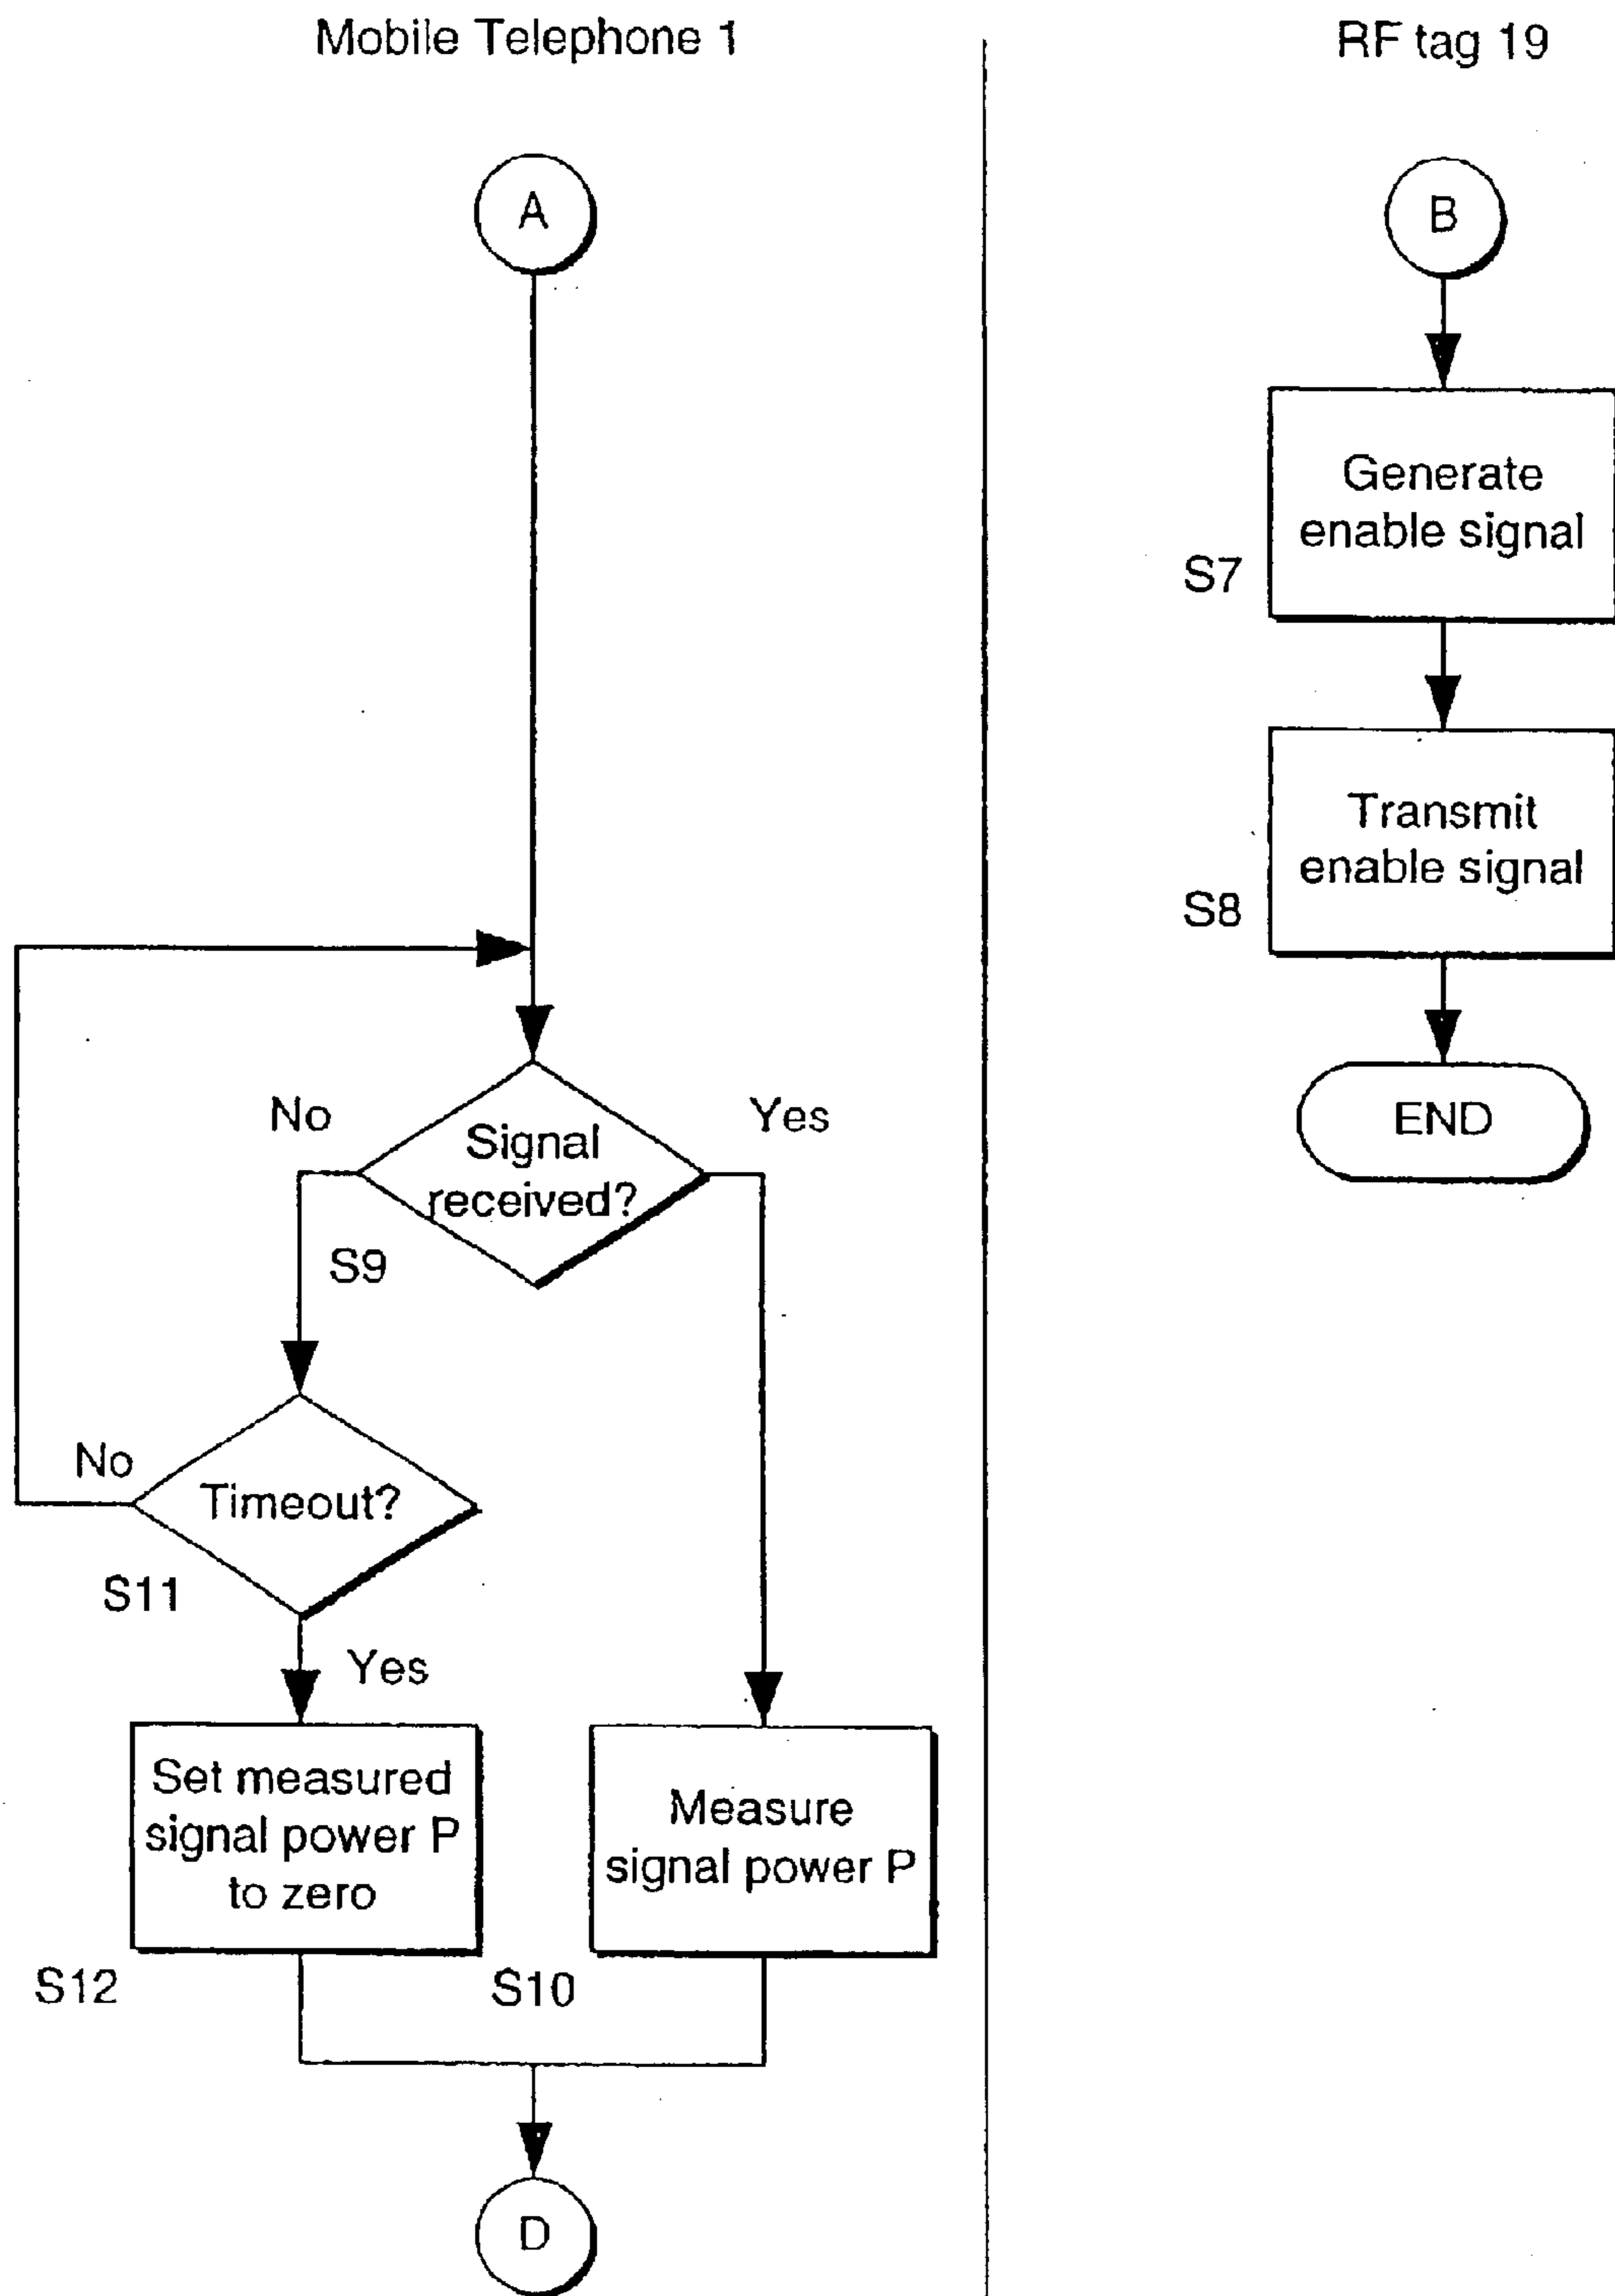 Mobile Telephone 1
A
No
Signal
received?
Yes
S9
No
Timeout?
S11
Yes
Set measured
signal power P
to zero
S12
Measure
signal power P
S10
D
RF tag 19
B
Generate
enable signal
S7
Transmit
enable signal
S8
END